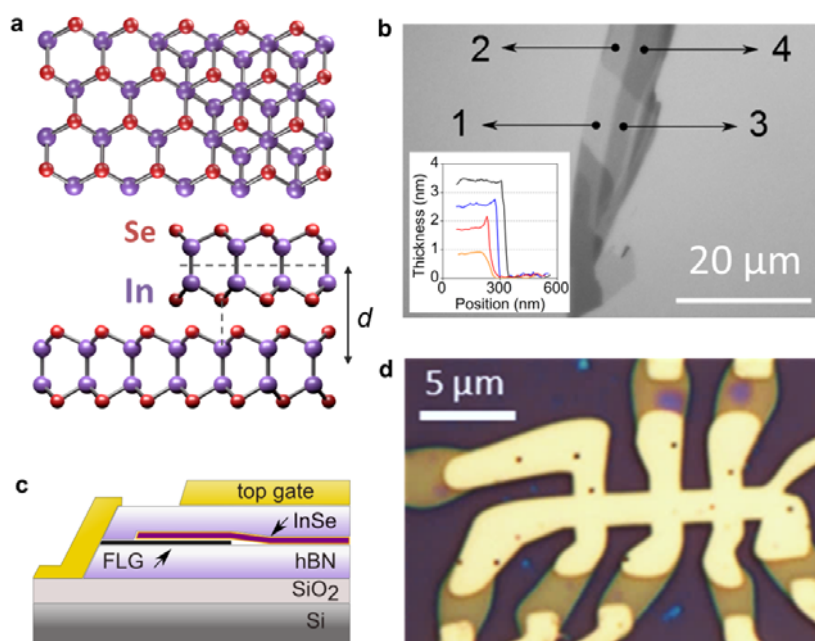 a
Se
In
d
b
2
4
1
3
4
3
2
1
0
Thickness (nm)
0
300
600
Position (nm)
20 µm
c
top gate
InSe
FLG
hBN
SiO₂
Si
d
5 µm